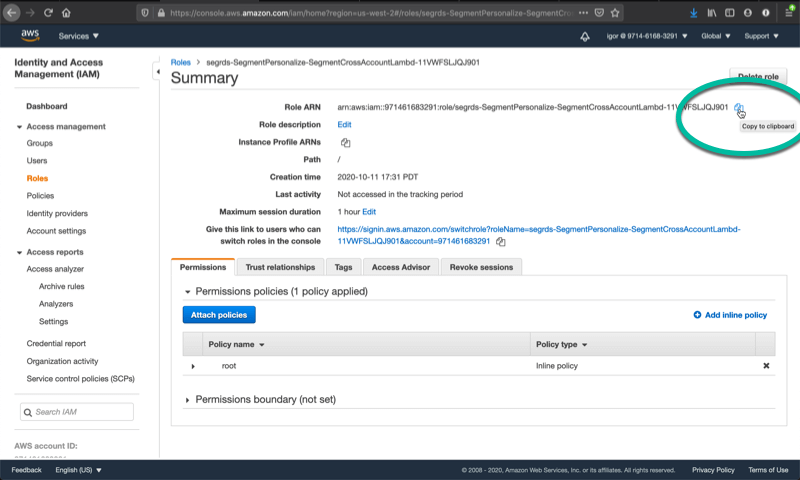 https://console.aws.amazon.com/iam/home?region=us-west-2#/roles/segrds-SegmentPersonalize-SegmentCros
aws Services igor @ 9714-6168-3291 Global Support
Identity and Access Management (IAM)
Dashboard
Access management
Groups
Users
Roles
Policies
Identity providers
Account settings
Access reports
Access analyzer
Archive rules
Analyzers
Settings
Credential report
Organization activity
Service control policies (SCPs)
Search IAM
AWS account ID:
Roles > segrds-SegmentPersonalize-SegmentCrossAccountLambd-11VWFSLJQJ901
Summary
Delete role
Role ARN arn:aws:iam::971461683291:role/segrds-SegmentPersonalize-SegmentCrossAccountLambd-11VWFSLJQJ901
Copy to clipboard
Role description Edit
Instance Profile ARNs
Path /
Creation time 2020-10-11 17:31 PDT
Last activity Not accessed in the tracking period
Maximum session duration 1 hour Edit
Give this link to users who can switch roles in the console https://signin.aws.amazon.com/switchrole?roleName=segrds-SegmentPersonalize-SegmentCrossAccountLambd-
11VWFSLJQJ901&account=971461683291
Permissions Trust relationships Tags Access Advisor Revoke sessions
Permissions policies (1 policy applied)
Attach policies
Add inline policy
Policy name Policy type
root Inline policy
Permissions boundary (not set)
Feedback English (US) © 2008 - 2020, Amazon Web Services, Inc. or its affiliates. All rights reserved. Privacy Policy Terms of Use